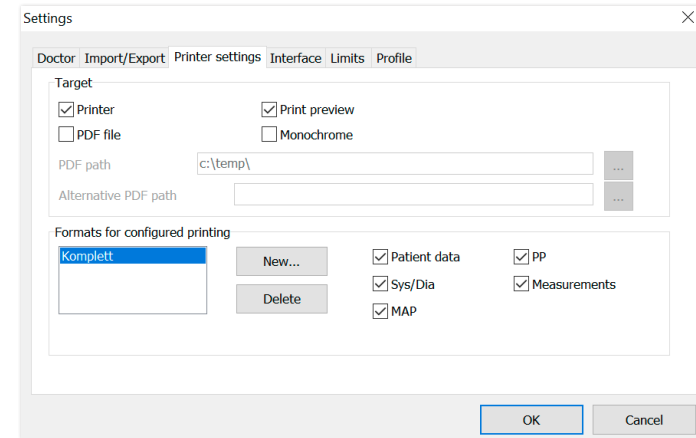 Settings
Doctor Import/Export Printer settings Interface Limits Profile
Target
Printer Print preview
PDF file Monochrome
PDF path c:\temp\ ...
Alternative PDF path ...
Formats for configured printing
Komplett New... Patient data PP
Sys/Dia Measurements
Delete
MAP
OK Cancel